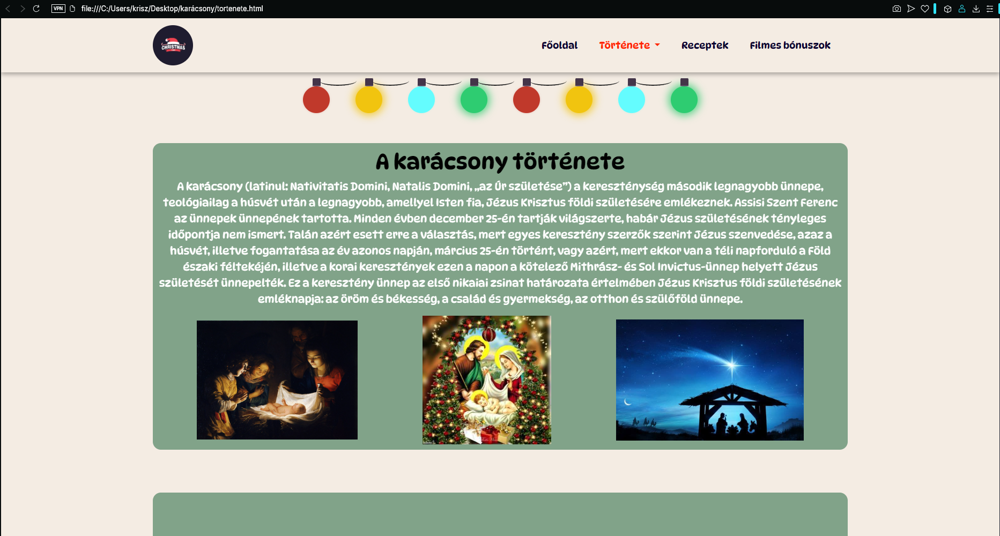 VPN
file:///C:/Users/krisz/Desktop/karácsony/tortenete.html
CHRISTMAS
Főoldal
Története
Receptek
Filmes bónuszok
A karácsony története
A karácsony (latinul: Nativitatis Domini, Natalis Domini, „az Úr születése”) a kereszténység második legnagyobb ünnepe,
teológiailag a húsvét után a legnagyobb, amellyel Isten fia, Jézus Krisztus földi születésére emlékeznek. Assisi Szent Ferenc
az ünnepek ünnepének tartotta. Minden évben december 25-én tartják világszerte, habár Jézus születésének tényleges
időpontja nem ismert. Talán azért esett erre a választás, mert egyes keresztény szerzők szerint Jézus szenvedése, azaz a
húsvét, illetve fogantatása az év azonos napján, március 25-én történt, vagy azért, mert ekkor van a téli napforduló a Föld
északi féltekéjén, illetve a korai keresztények ezen a napon a kötelező Mithrász- és Sol Invictus-ünnep helyett Jézus
születését ünnepelték. Ez a keresztény ünnep az első nikaiai zsinat határozata értelmében Jézus Krisztus földi születésének
emléknapja: az öröm és békesség, a család és gyermekség, az otthon és szülőföld ünnepe.